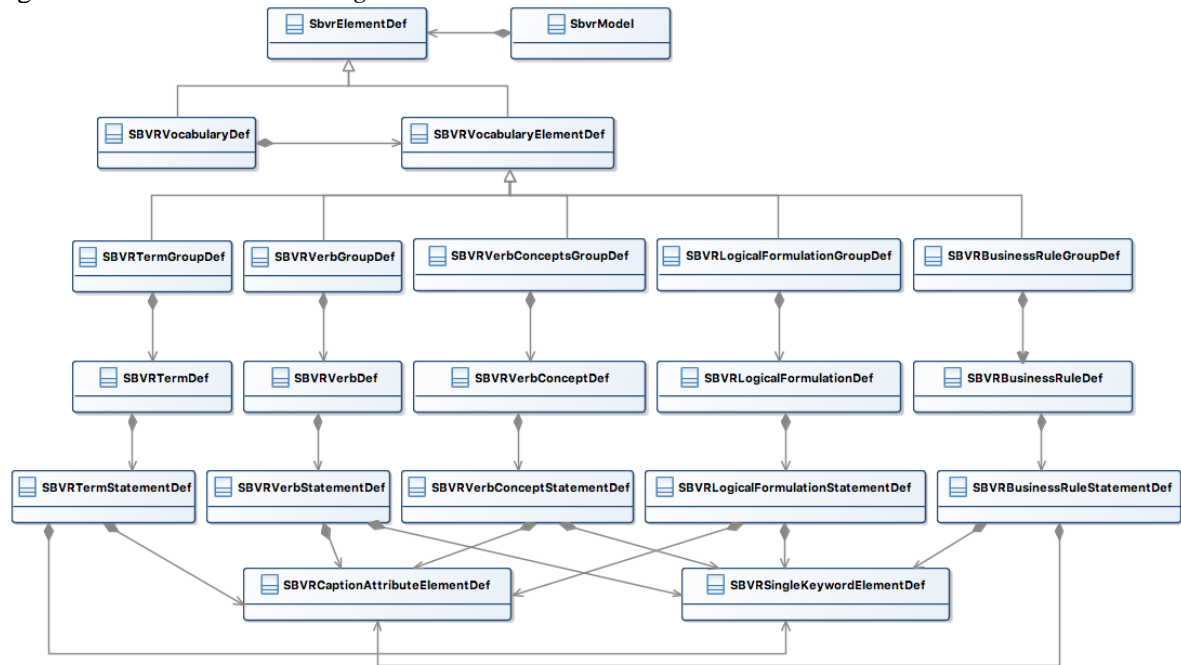 SbvrElementDef
SbvrModel
SBVRVocabularyDef
SBVRVocabularyElementDef
SBVRTermGroupDef
SBVRVerbGroupDef
SBVRVerbConceptsGroupDef
SBVRLogicalFormulationGroupDef
SBVRBusinessRuleGroupDef
SBVRTermDef
SBVRVerbDef
SBVRVerbConceptDef
SBVRLogicalFormulationDef
SBVRBusinessRuleDef
SBVRTermStatementDef
SBVRVerbStatementDef
SBVRVerbConceptStatementDef
SBVRLogicalFormulationStatementDef
SBVRBusinessRuleStatementDef
SBVRCaptionAttributeElementDef
SBVRSingleKeywordElementDef